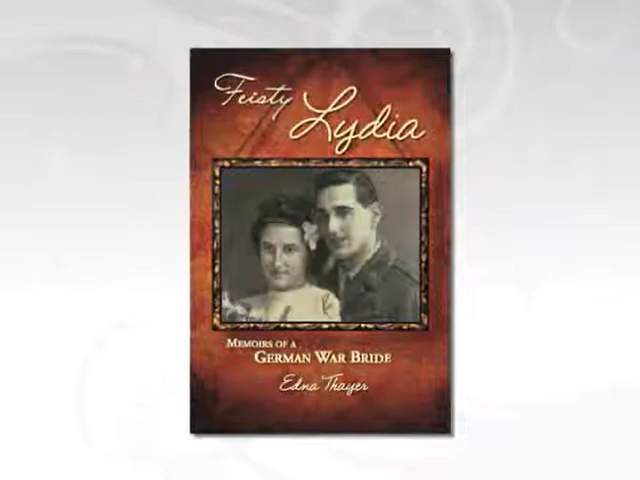 Feisty
Lydia
MEMOIRS OF A
GERMAN WAR BRIDE
Edna Thayer